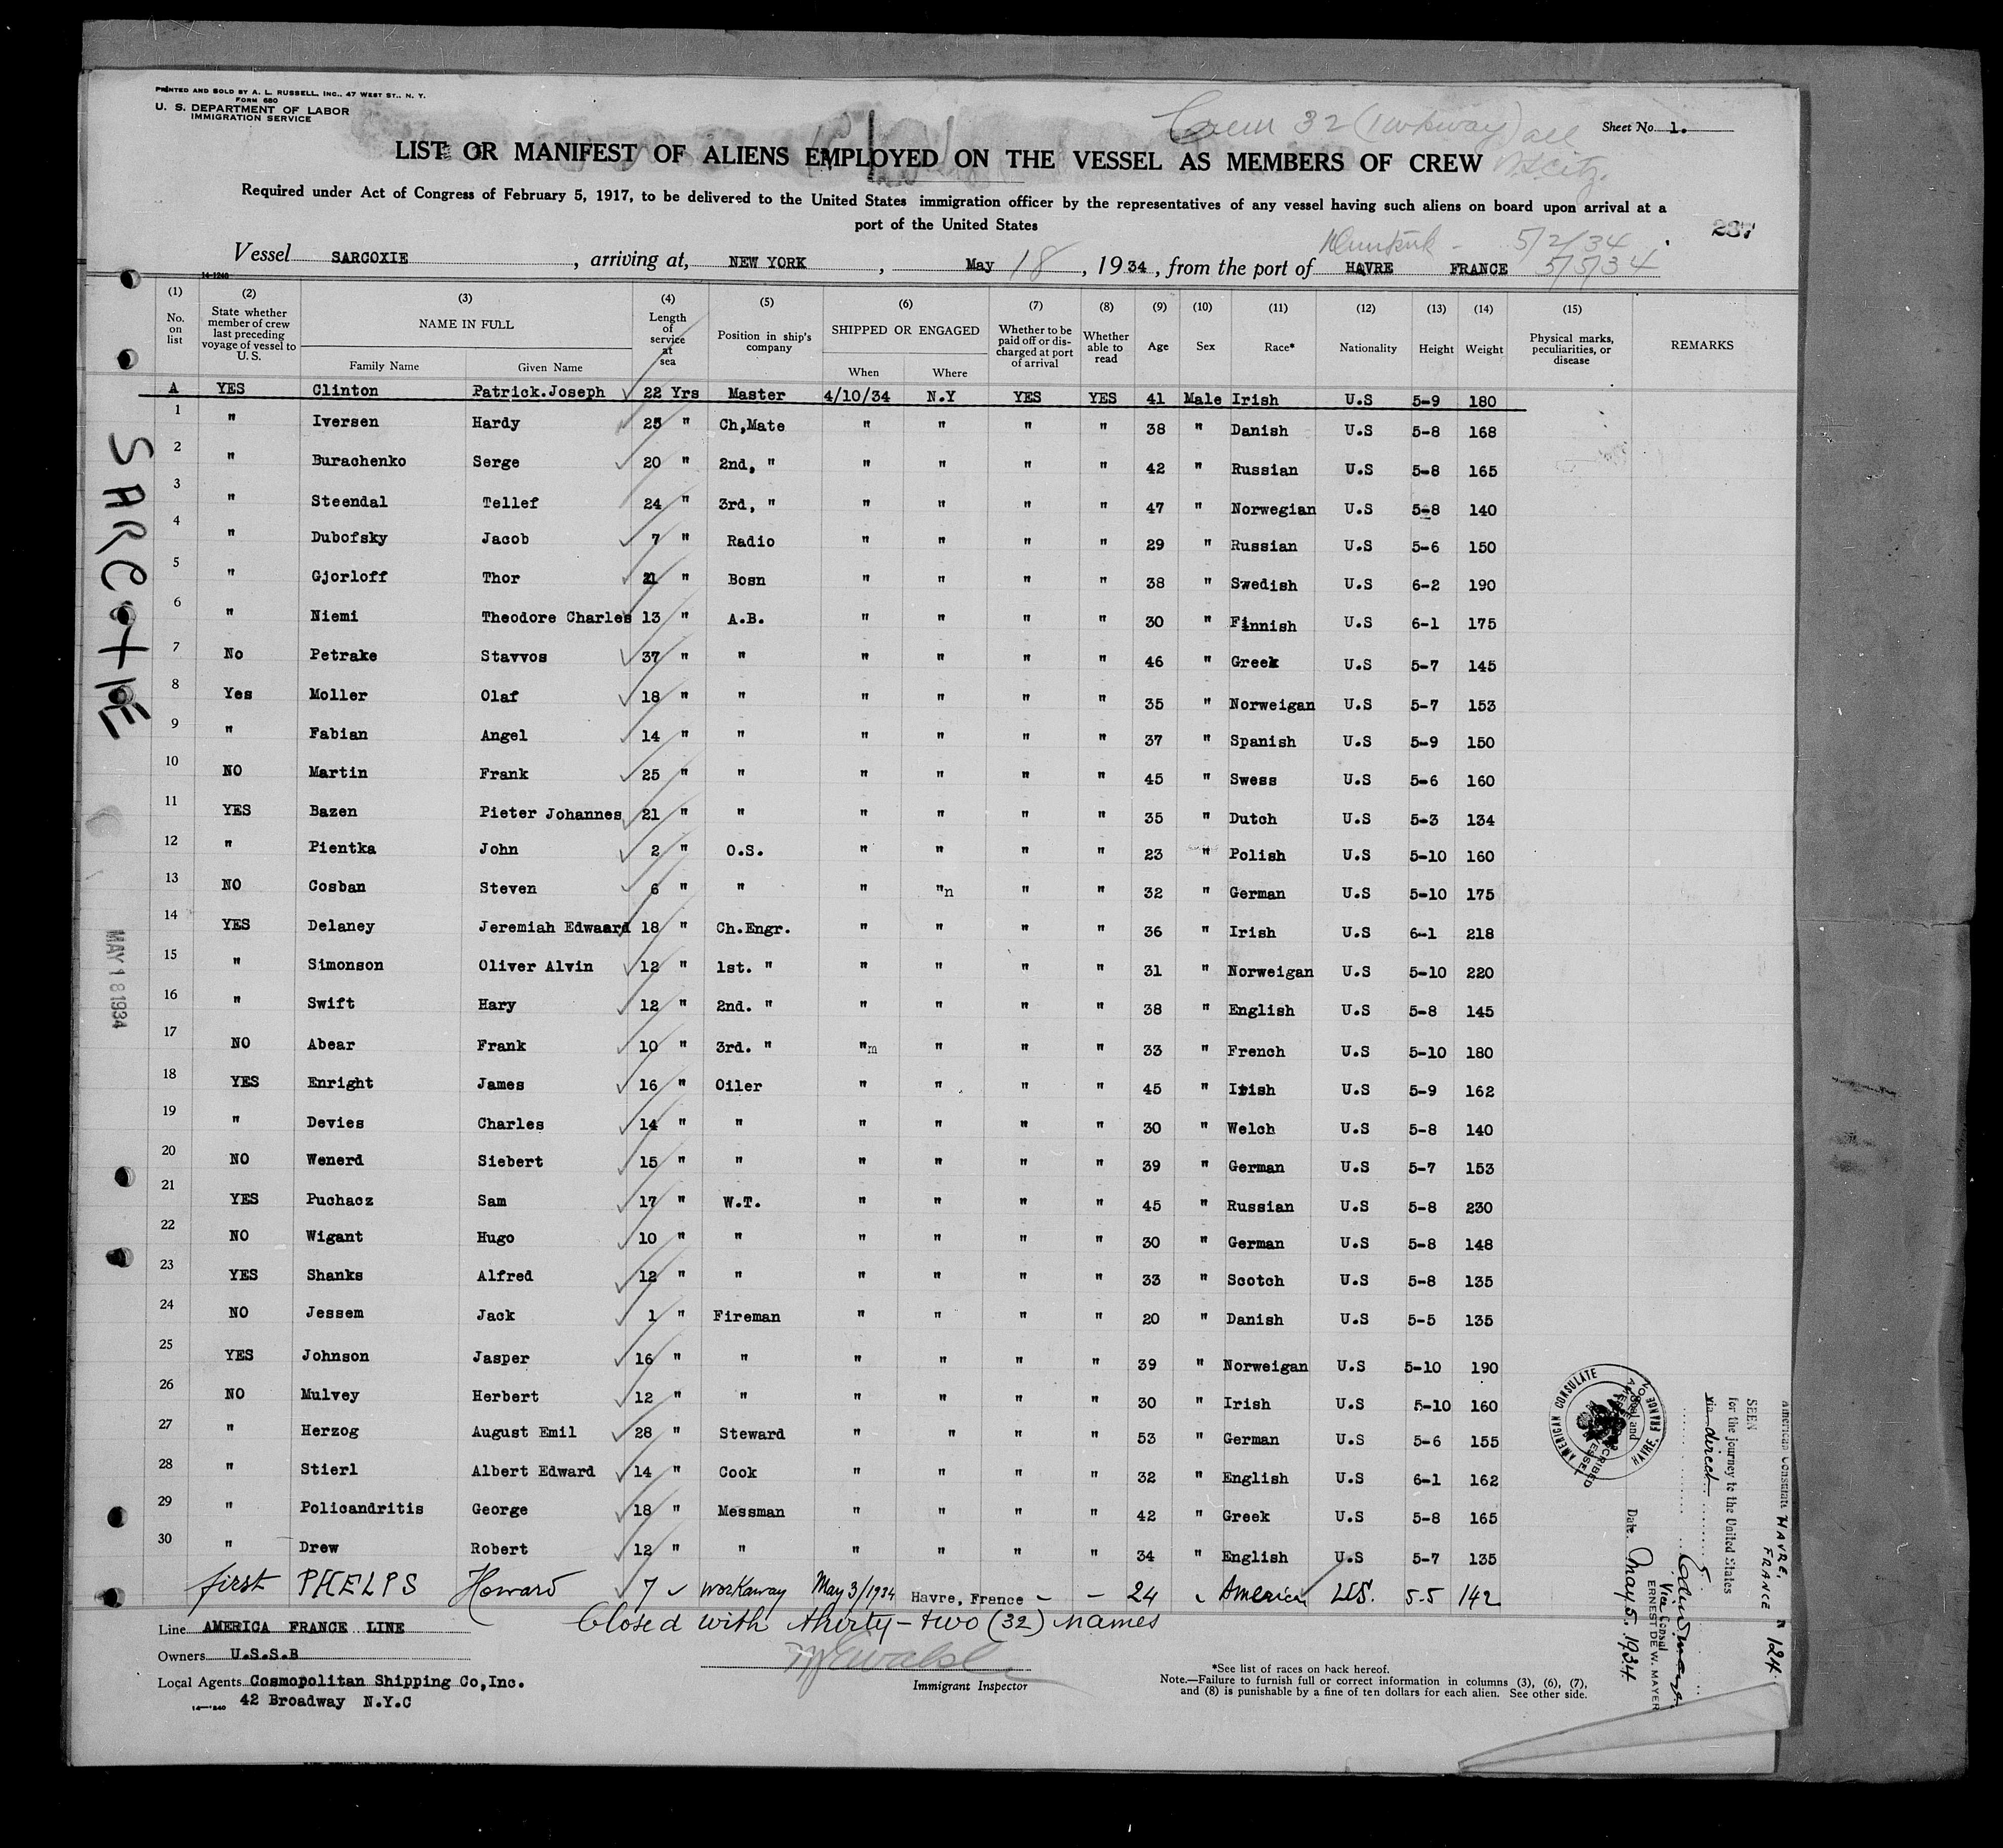 PRINTED AND SOLD BY A. L. RUSSELL, INC., 47 WEST ST., N. Y.
FORM 680
U. S. DEPARTMENT OF LABOR
IMMIGRATION SERVICE
Crew 32 (1 wkaway) all
Sheet No. 1.
LIST OR MANIFEST OF ALIENS EMPLOYED ON THE VESSEL AS MEMBERS OF CREW
Required under Act of Congress of February 5, 1917, to be delivered to the United States immigration officer by the representatives of any vessel having such aliens on board upon arrival at a
port of the United States
237
Dunkirk - 5/2/34
Vessel SARCOXIE, arriving at, NEW YORK, May 18, 1934, from the port of HAVRE FRANCE 5/5/34
14-1240
(1) (2) (3) (4) (5) (6) (7) (8) (9) (10) (11) (12) (13) (14) (15)
No. on list
State whether member of crew last preceding voyage of vessel to U. S.
NAME IN FULL
Family Name Given Name
Length of service at sea
Position in ship's company
SHIPPED OR ENGAGED
When Where
Whether to be paid off or discharged at port of arrival
Whether able to read
Age Sex Race* Nationality Height Weight
Physical marks, peculiarities, or disease
REMARKS
A YES Clinton Patrick.Joseph 22 Yrs Master 4/10/34 N.Y YES YES 41 Male Irish U.S 5-9 180
1 " Iversen Hardy 25 " Ch,Mate " " " " 38 " Danish U.S 5-8 168
2 " Burachenko Serge 20 " 2nd, " " " " " 42 " Russian U.S 5-8 165
3 " Steendal Tellef 24 " 3rd, " " " " " 47 " Norwegian U.S 5-8 140
4 " Dubofsky Jacob 7 " Radio " " " " 29 " Russian U.S 5-6 150
5 " Gjorloff Thor 21 " Bosn " " " " 38 " Swedish U.S 6-2 190
6 " Niemi Theodore Charles 13 " A.B. " " " " 30 " Finnish U.S 6-1 175
7 No Petrake Stavvos 37 " " " " " " 46 " Greek U.S 5-7 145
8 Yes Moller Olaf 18 " " " " " " 35 " Norweigan U.S 5-7 153
9 " Fabian Angel 14 " " " " " " 37 " Spanish U.S 5-9 150
10 NO Martin Frank 25 " " " " " " 45 " Swess U.S 5-6 160
11 YES Bazen Pieter Johannes 21 " " " " " " 35 " Dutch U.S 5-3 134
12 " Pientka John 2 " O.S. " " " " 23 " Polish U.S 5-10 160
13 NO Cosban Steven 6 " " " "n " " 32 " German U.S 5-10 175
14 YES Delaney Jeremiah Edwaard 18 " Ch.Engr. " " " " 36 " Irish U.S 6-1 218
15 " Simonson Oliver Alvin 12 " 1st. " " " " " 31 " Norweigan U.S 5-10 220
16 " Swift Hary 12 " 2nd. " " " " " 38 " English U.S 5-8 145
17 NO Abear Frank 10 " 3rd. " "m " " " 33 " French U.S 5-10 180
18 YES Enright James 16 " Oiler " " " " 45 " Irish U.S 5-9 162
19 " Devies Charles 14 " " " " " " 30 " Welch U.S 5-8 140
20 NO Wenerd Siebert 15 " " " " " " 39 " German U.S 5-7 153
21 YES Puchacz Sam 17 " W.T. " " " " 45 " Russian U.S 5-8 230
22 NO Wigant Hugo 10 " " " " " " 30 " German U.S 5-8 148
23 YES Shanks Alfred 12 " " " " " " 33 " Scotch U.S 5-8 135
24 NO Jessem Jack 1 " Fireman " " " " 20 " Danish U.S 5-5 135
25 YES Johnson Jasper 16 " " " " " " 39 " Norweigan U.S 5-10 190
26 NO Mulvey Herbert 12 " " " " " " 30 " Irish U.S 5-10 160
27 " Herzog August Emil 28 " Steward " " " " 53 " German U.S 5-6 155
28 " Stierl Albert Edward 14 " Cook " " " " 32 " English U.S 6-1 162
29 " Policandritis George 18 " Messman " " " " 42 " Greek U.S 5-8 165
30 " Drew Robert 12 " " " " " " 34 " English U.S 5-7 135
first PHELPS Howard 7 workaway May 3/1934 Havre, France - - 24 America U.S. 5-5 142
Closed with thirty-two (32) names
Line AMERICA FRANCE LINE
Owners U.S.S.B
Local Agents Cosmopolitan Shipping Co,Inc.
42 Broadway N.Y.C
14-1240
Immigrant Inspector
*See list of races on back hereof.
Note.—Failure to furnish full or correct information in columns (3), (6), (7),
and (8) is punishable by a fine of ten dollars for each alien. See other side.
SARCOXIE
MAY 18 1934
AMERICAN CONSULATE
HAVRE, FRANCE
American Consulate HAVRE, FRANCE
" 124
SEEN
for the journey to the United States
via direct
ERNEST DE W. MAYER
Vice Consul
Date May 5, 1934